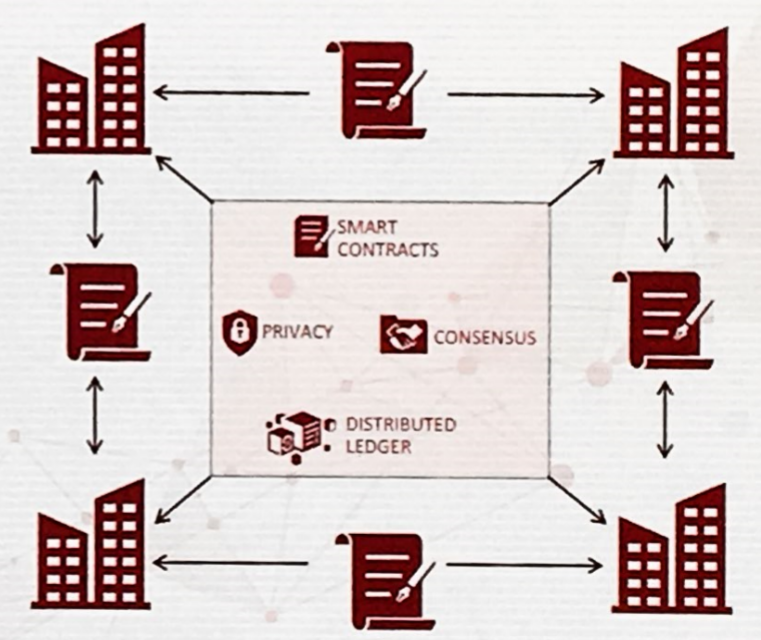 SMART
CONTRACTS
PRIVACY
CONSENSUS
DISTRIBUTED
LEDGER